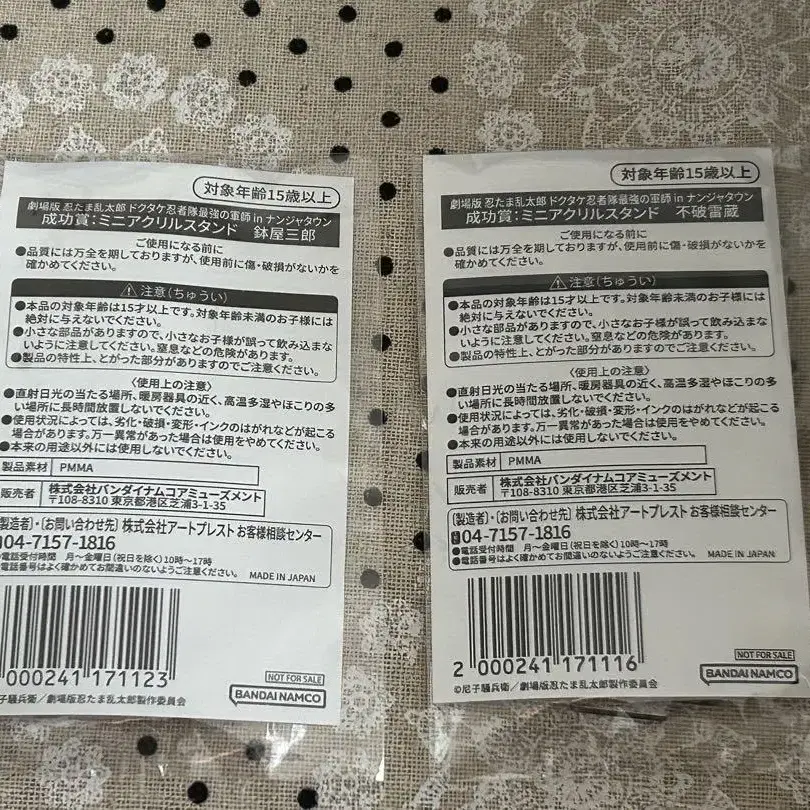 対象年齢15歳以上
劇場版 忍たま乱太郎 ドクタケ忍者隊最強の軍師 in ナンジャタウン
成功賞:ミニアクリルスタンド 鉢屋三郎
ご使用になる前に
●品質には万全を期しておりますが、使用前に傷・破損がないかを
確かめてください。
⚠注意(ちゅうい)
●本品の対象年齢は15才以上です。対象年齢未満のお子様には
絶対に与えないでください。
●小さな部品がありますので、小さなお子様が誤って飲み込まな
いように注意してください。窒息などの危険があります。
●製品の特性上、とがった部分がありますのでご注意ください。
〈使用上の注意〉
●直射日光の当たる場所、暖房器具の近く、高温多湿やほこりの多
い場所に長時間放置しないでください。
●使用状況によっては、劣化・破損・変形・インクのはがれなどが起こる
場合があります。万一異常があった場合は使用をやめてください。
●本来の用途以外には使用しないでください。
製品素材 PMMA
販売者 株式会社バンダイナムコアミューズメント
〒108-8310 東京都港区芝浦3-1-35
[製造者]・[お問い合わせ先] 株式会社アートプレスト お客様相談センター
04-7157-1816
●電話受付時間 月〜金曜日(祝日を除く)10時〜17時
●電話番号はよく確かめてお間違いのないようご注意ください。 MADE IN JAPAN
000241 171123
NOT FOR SALE
BANDAI NAMCO
尼子騒兵衛/劇場版忍たま乱太郎製作委員会
対象年齢15歳以上
劇場版 忍たま乱太郎 ドクタケ忍者隊最強の軍師 in ナンジャタウン
成功賞:ミニアクリルスタンド 不破雷蔵
ご使用になる前に
●品質には万全を期しておりますが、使用前に傷・破損がないかを
確かめてください。
⚠注意(ちゅうい)
●本品の対象年齢は15才以上です。対象年齢未満のお子様には
絶対に与えないでください。
●小さな部品がありますので、小さなお子様が誤って飲み込まな
いように注意してください。窒息などの危険があります。
●製品の特性上、とがった部分がありますのでご注意ください。
〈使用上の注意〉
●直射日光の当たる場所、暖房器具の近く、高温多湿やほこりの多
い場所に長時間放置しないでください。
●使用状況によっては、劣化・破損・変形・インクのはがれなどが起こる
場合があります。万一異常があった場合は使用をやめてください。
●本来の用途以外には使用しないでください。
製品素材 PMMA
販売者 株式会社バンダイナムコアミューズメント
〒108-8310 東京都港区芝浦3-1-35
[製造者]・[お問い合わせ先] 株式会社アートプレスト お客様相談センター
04-7157-1816
●電話受付時間 月〜金曜日(祝日を除く)10時〜17時
●電話番号はよく確かめてお間違いのないようご注意ください。 MADE IN JAPAN
2 000241 171116
NOT FOR SALE
BANDAI NAMCO
©尼子騒兵衛/劇場版忍たま乱太郎製作委員会